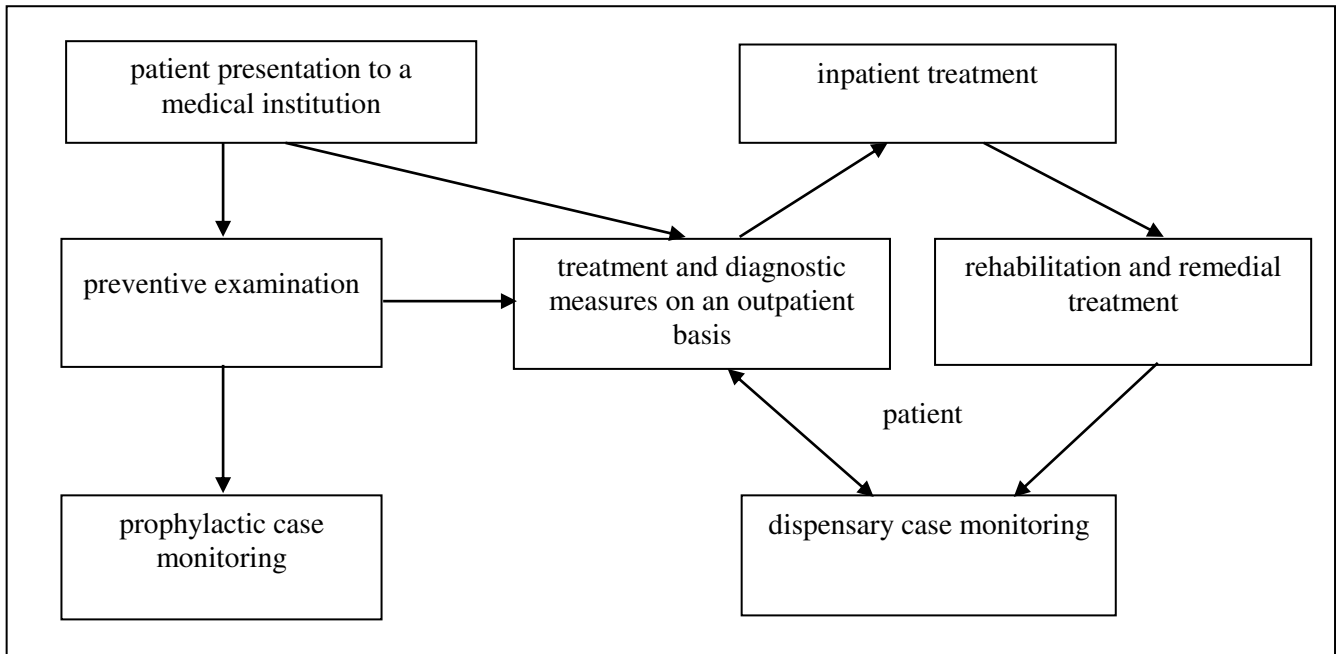 patient presentation to a
medical institution
inpatient treatment
preventive examination
treatment and diagnostic
measures on an outpatient
basis
rehabilitation and remedial
treatment
patient
prophylactic case
monitoring
dispensary case monitoring